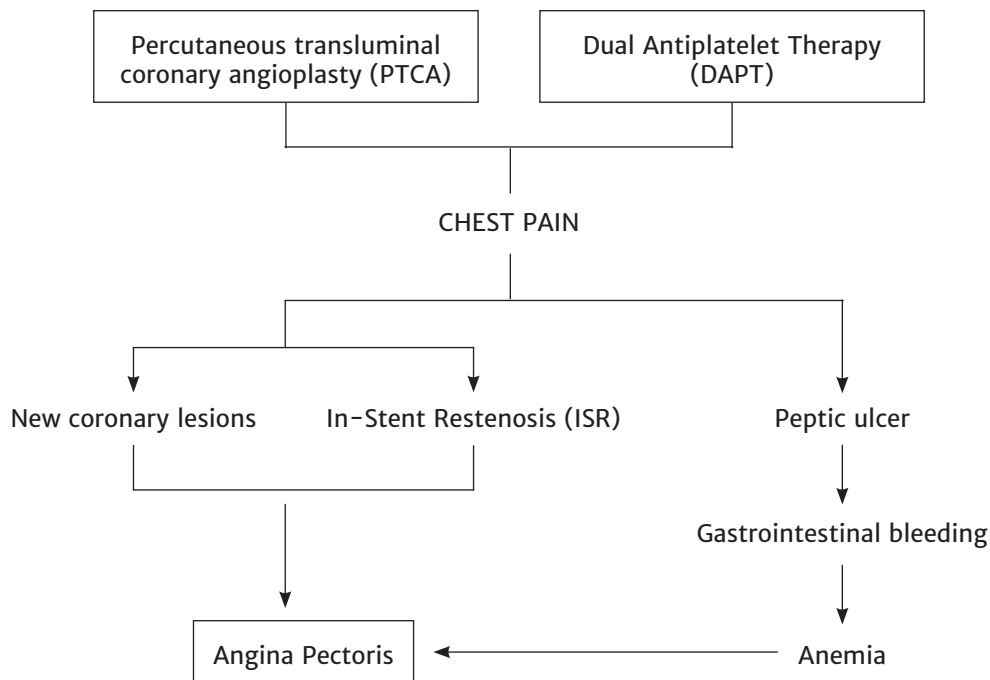 Percutaneous transluminal
coronary angioplasty (PTCA)
Dual Antiplatelet Therapy
(DAPT)
CHEST PAIN
New coronary lesions
In-Stent Restenosis (ISR)
Peptic ulcer
Gastrointestinal bleeding
Angina Pectoris
Anemia